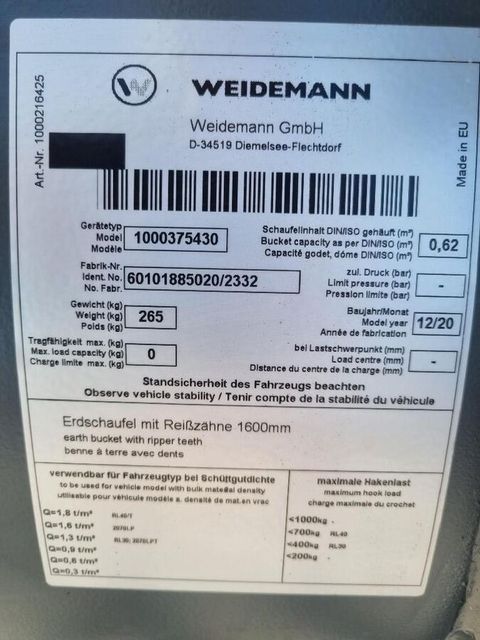 WEIDEMANN
Weidemann GmbH
D-34519 Diemelsee-Flechtdorf
Art.-Nr. 1000216425
Made in EU
Gerätetyp
Model
Modèle
1000375430
Schaufelinhalt DIN/ISO gehäuft (m³)
Bucket capacity as per DIN/ISO (m³)
Capacité godet, dôme DIN/ISO (m³)
0,62
Fabrik-Nr.
Ident. No.
No. Fabr.
60101885020/2332
zul. Druck (bar)
Limit pressure (bar)
Pression limite (bar)
-
Gewicht (kg)
Weight (kg)
Poids (kg)
265
Baujahr/Monat
Model year
Année de fabrication
12/20
Tragfähigkeit max. (kg)
Max. load capacity (kg)
Charge limite max. (kg)
0
bei Lastschwerpunkt (mm)
Load centre (mm)
Distance du centre de la charge (mm)
-
Standsicherheit des Fahrzeugs beachten
Observe vehicle stability / Tenir compte de la stabilité du véhicule
Erdschaufel mit Reißzähne 1600mm
earth bucket with ripper teeth
benne à terre avec dents
verwendbar für Fahrzeugtyp bei Schüttgutdichte
to be used for vehicle model with bulk material density
utilisable pour véhicule modèle a. densité de mat.en vrac
Q=1,8 t/m³
Q=1,6 t/m³
2070LP
Q=1,3 t/m³
RL30; 2070LPT
Q=0,9 t/m³
Q=0,6 t/m³
Q=0,3 t/m³
maximale Hakenlast
maximum hook load
charge maximale du crochet
<1000kg
<700kg RL40
<400kg RL30
<200kg